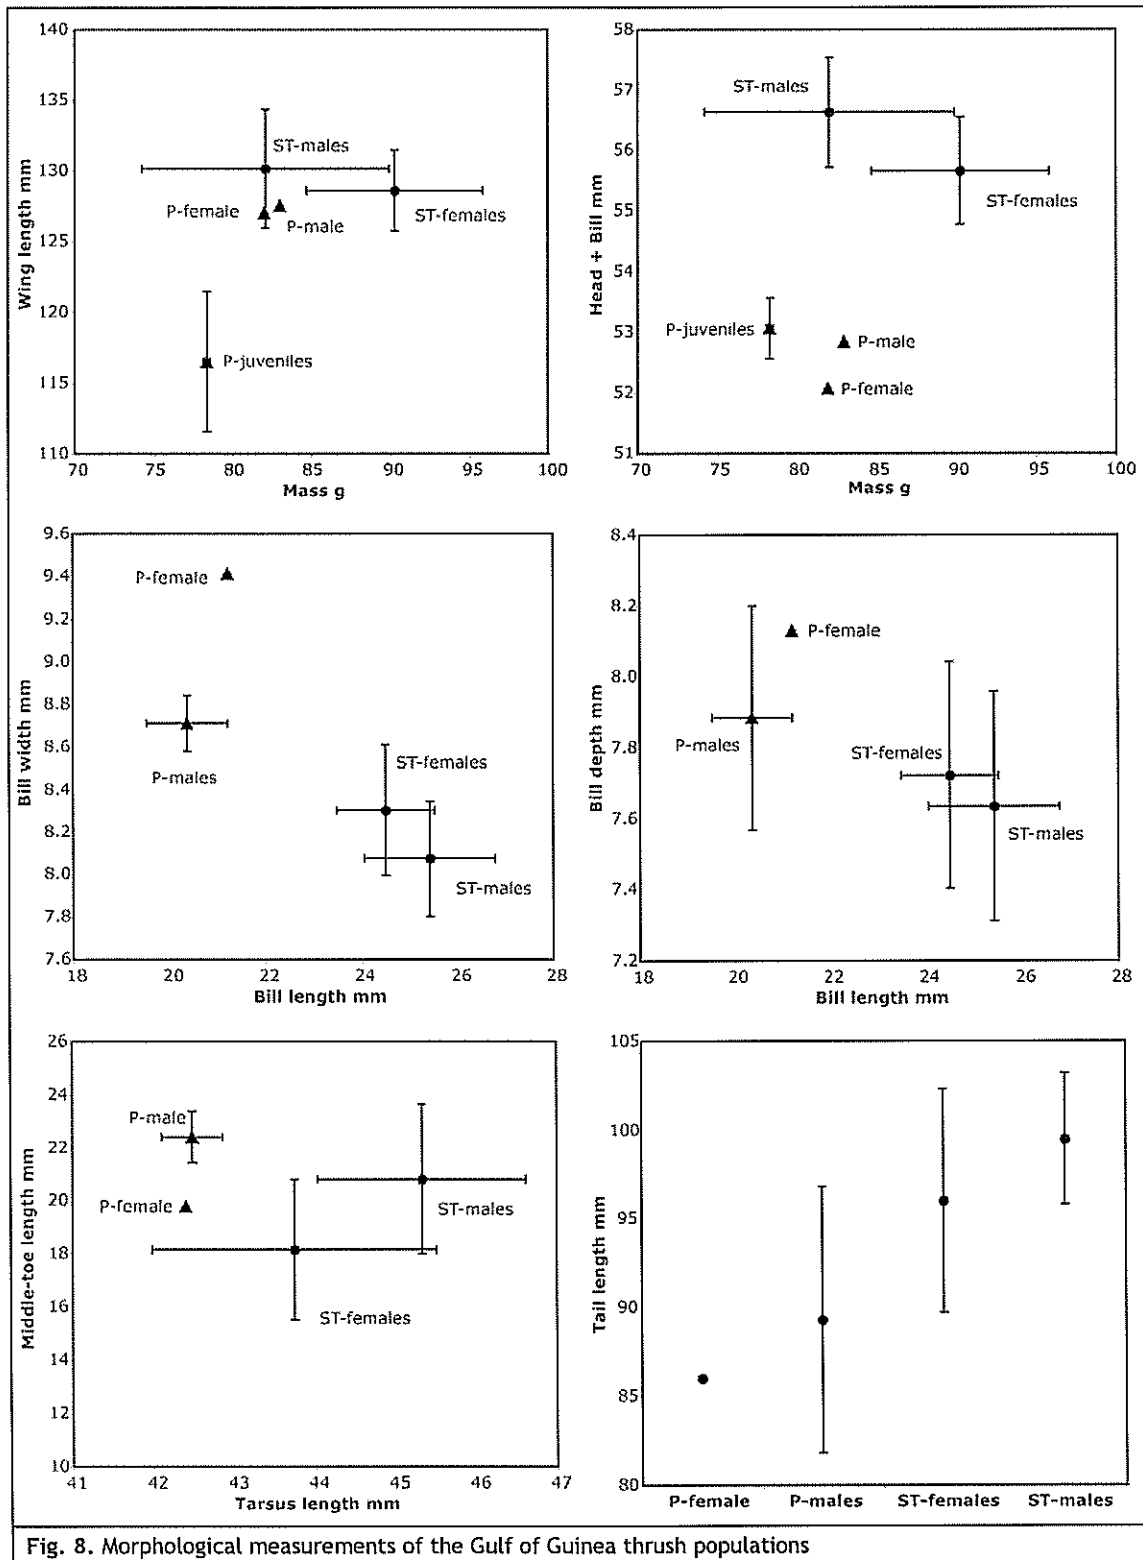 140
135
130
125
120
115
110
Wing length mm
ST-males
P-female
P-male
ST-females
P-juveniles
70 75 80 85 90 95 100
Mass g
58
57
56
55
54
53
52
51
Head + Bill mm
ST-males
ST-females
P-juveniles
P-male
P-female
70 75 80 85 90 95 100
Mass g
9.6
9.4
9.2
9.0
8.8
8.6
8.4
8.2
8.0
7.8
7.6
Bill width mm
P-female
P-males
ST-females
ST-males
18 20 22 24 26 28
Bill length mm
8.4
8.2
8.0
7.8
7.6
7.4
7.2
Bill depth mm
P-female
P-males
ST-females
ST-males
18 20 22 24 26 28
Bill length mm
26
24
22
20
18
16
14
12
10
Middle-toe length mm
P-male
P-female
ST-males
ST-females
41 42 43 44 45 46 47
Tarsus length mm
105
100
95
90
85
80
Tail length mm
P-female P-males ST-females ST-males
Fig. 8. Morphological measurements of the Gulf of Guinea thrush populations